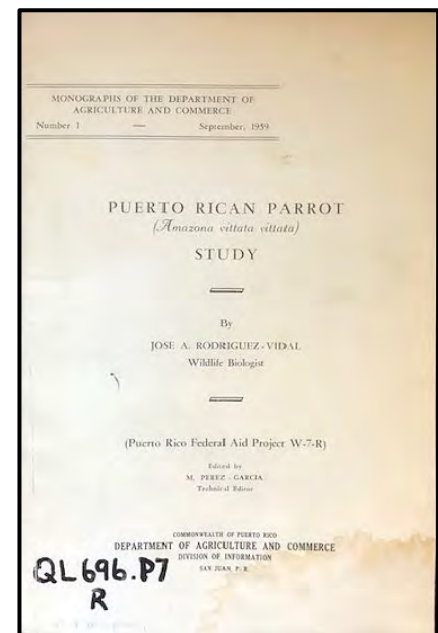 MONOGRAPHS OF THE DEPARTMENT OF
AGRICULTURE AND COMMERCE
Number 1 — September, 1959
PUERTO RICAN PARROT
(Amazona vittata vittata)
STUDY
By
JOSE A. RODRIGUEZ-VIDAL
Wildlife Biologist
(Puerto Rico Federal Aid Project W-7-R)
Edited by
M. PEREZ - GARCIA
Technical Editor
COMMONWEALTH OF PUERTO RICO
DEPARTMENT OF AGRICULTURE AND COMMERCE
DIVISION OF INFORMATION
SAN JUAN, P. R.
QL696.P7
R